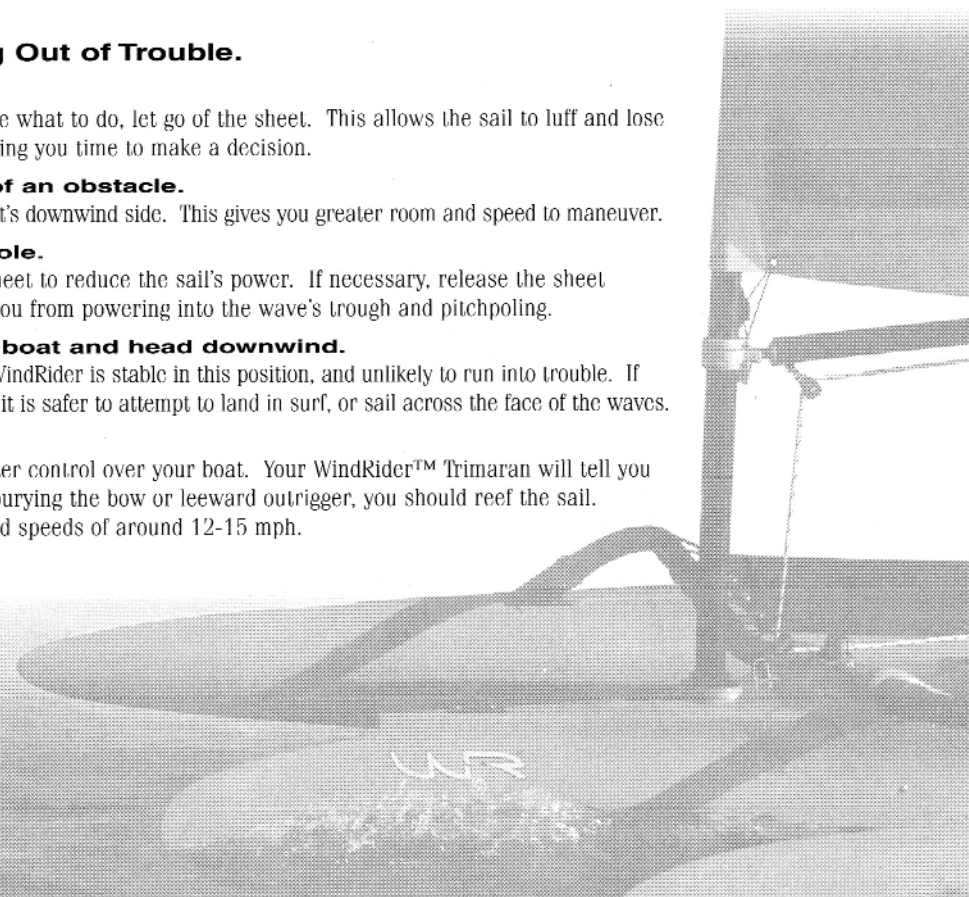 g Out of Trouble.
e what to do, let go of the sheet. This allows the sail to luff and lose
ing you time to make a decision.
of an obstacle.
t's downwind side. This gives you greater room and speed to maneuver.
ole.
heet to reduce the sail's power. If necessary, release the sheet
ou from powering into the wave's trough and pitchpoling.
boat and head downwind.
WindRider is stable in this position, and unlikely to run into trouble. If
it is safer to attempt to land in surf, or sail across the face of the waves.
ter control over your boat. Your WindRider™ Trimaran will tell you
burying the bow or leeward outrigger, you should reef the sail.
d speeds of around 12-15 mph.